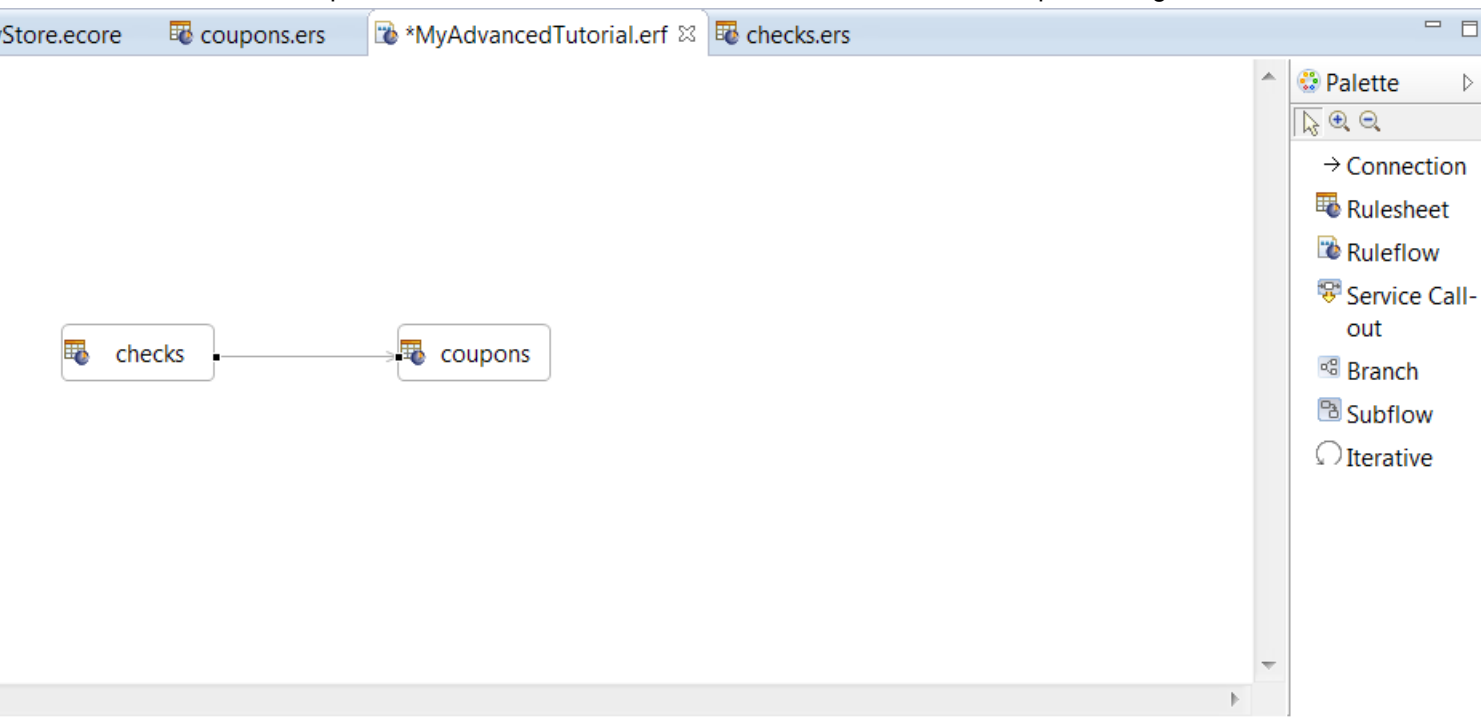 Store.ecore
coupons.ers
*MyAdvancedTutorial.erf
checks.ers
Palette
Connection
Rulesheet
Ruleflow
Service Call-
out
Branch
Subflow
Iterative
checks
coupons